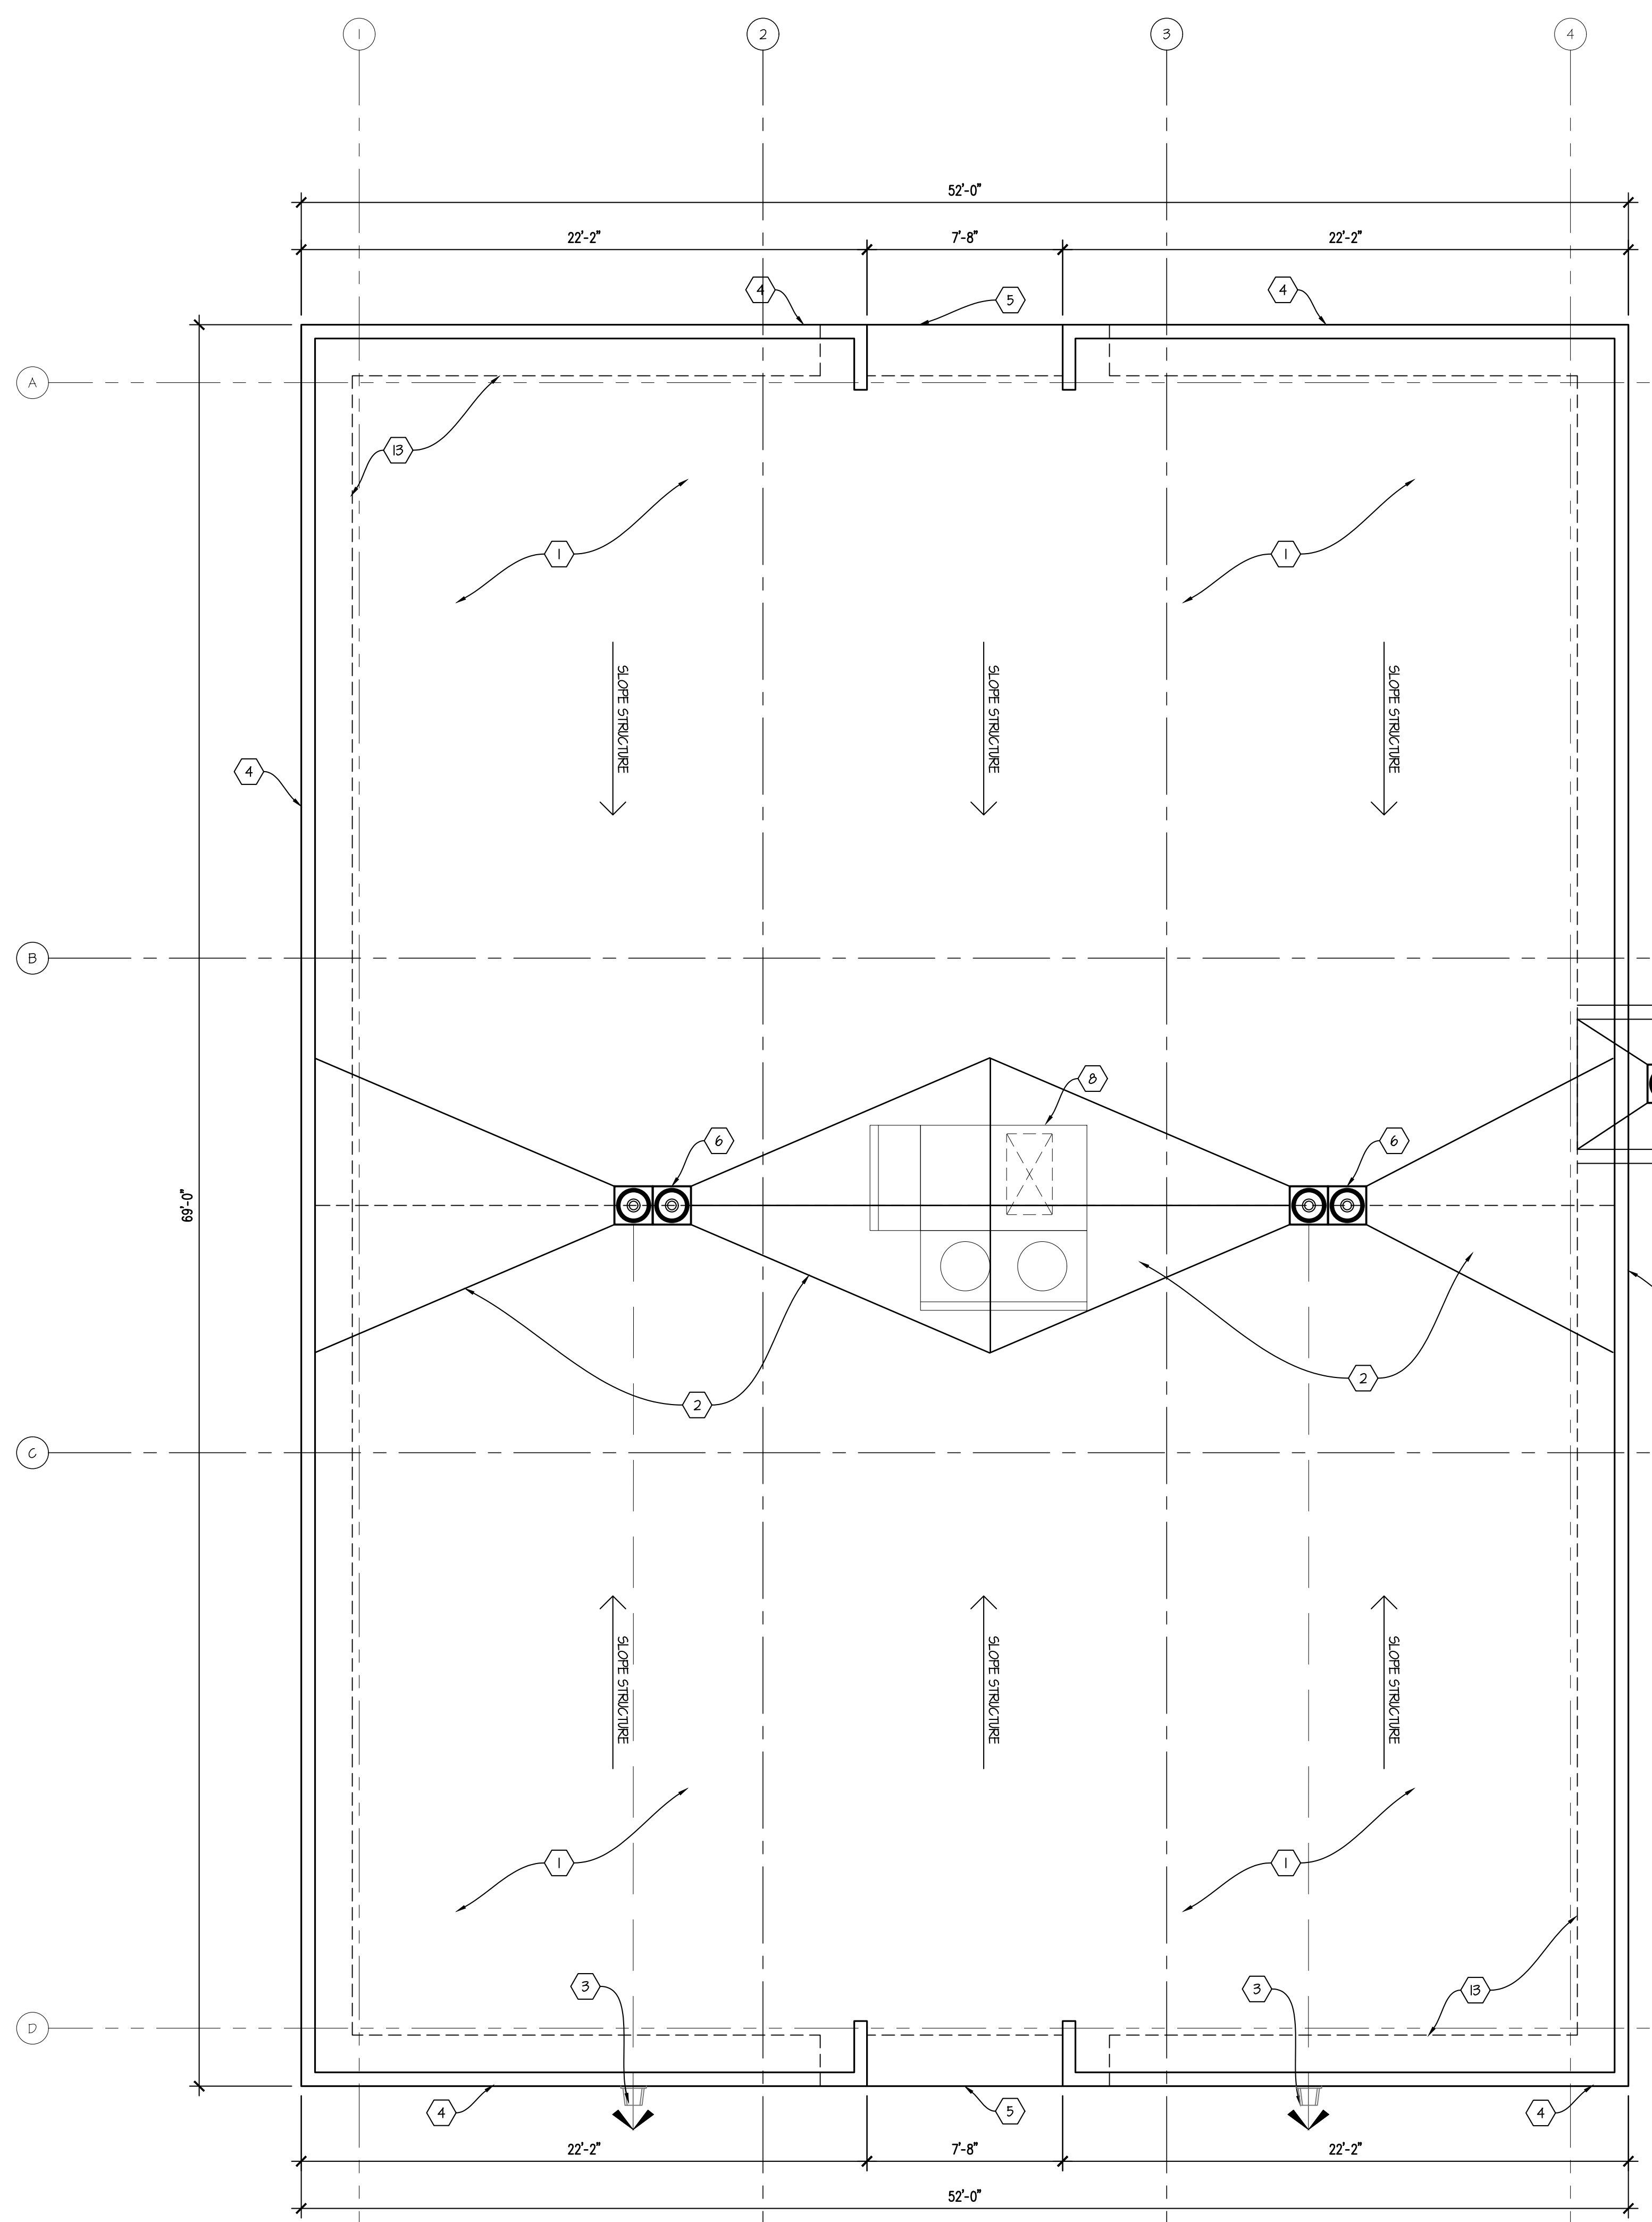 1 2 3 4
52'-0"
22'-2" 7'-8" 22'-2"
4 5 4
A
13
1 1
SLOPE STRUCTURE SLOPE STRUCTURE SLOPE STRUCTURE
4
B
8
6 6
69'-0"
2 2
C
SLOPE STRUCTURE SLOPE STRUCTURE SLOPE STRUCTURE
1 1
3 3 13
D
4 5 4
22'-2" 7'-8" 22'-2"
52'-0"